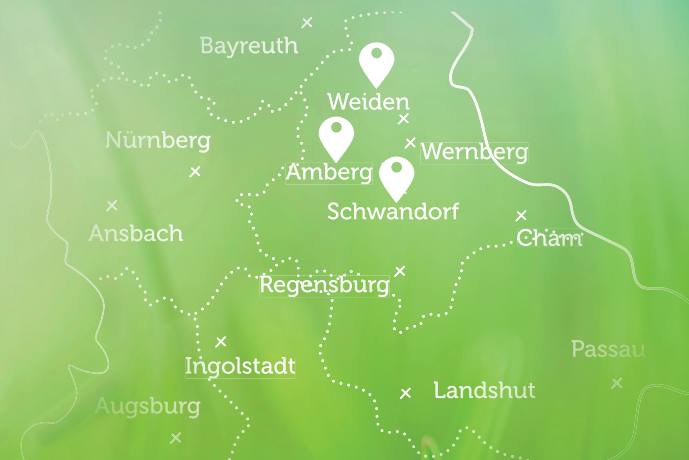 Bayreuth
Weiden
Nürnberg
Wernberg
Amberg
Schwandorf
Ansbach
Cham
Regensburg
Passau
Ingolstadt
Landshut
Augsburg